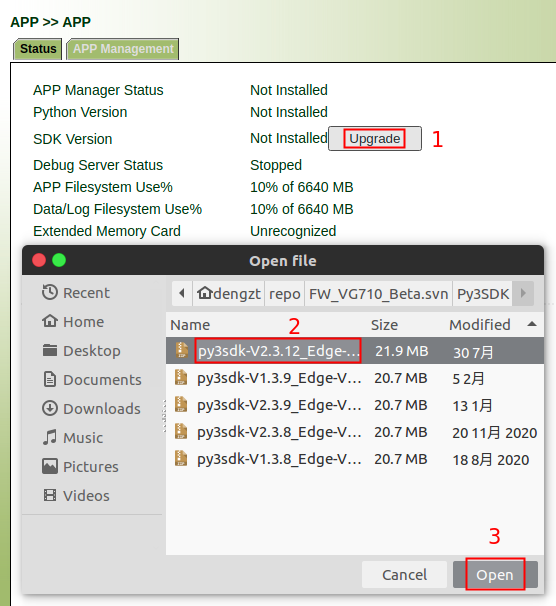 APP >> APP
Status APP Management
APP Manager Status Not Installed
Python Version Not Installed
SDK Version Not Installed Upgrade 1
Debug Server Status Stopped
APP Filesystem Use% 10% of 6640 MB
Data/Log Filesystem Use% 10% of 6640 MB
Extended Memory Card Unrecognized
Open file
Recent
Home
Desktop
Documents
Downloads
Music
Pictures
Videos
dengzt repo FW_VG710_Beta.svn Py3SDK
2
Name Size Modified
py3sdk-V2.3.12_Edge-... 21.9 MB 30 7月
py3sdk-V1.3.9_Edge-V... 20.7 MB 5 2月
py3sdk-V2.3.9_Edge-V... 20.7 MB 13 1月
py3sdk-V2.3.8_Edge-V... 20.7 MB 20 11月 2020
py3sdk-V1.3.8_Edge-V... 20.7 MB 18 8月 2020
3
Cancel Open